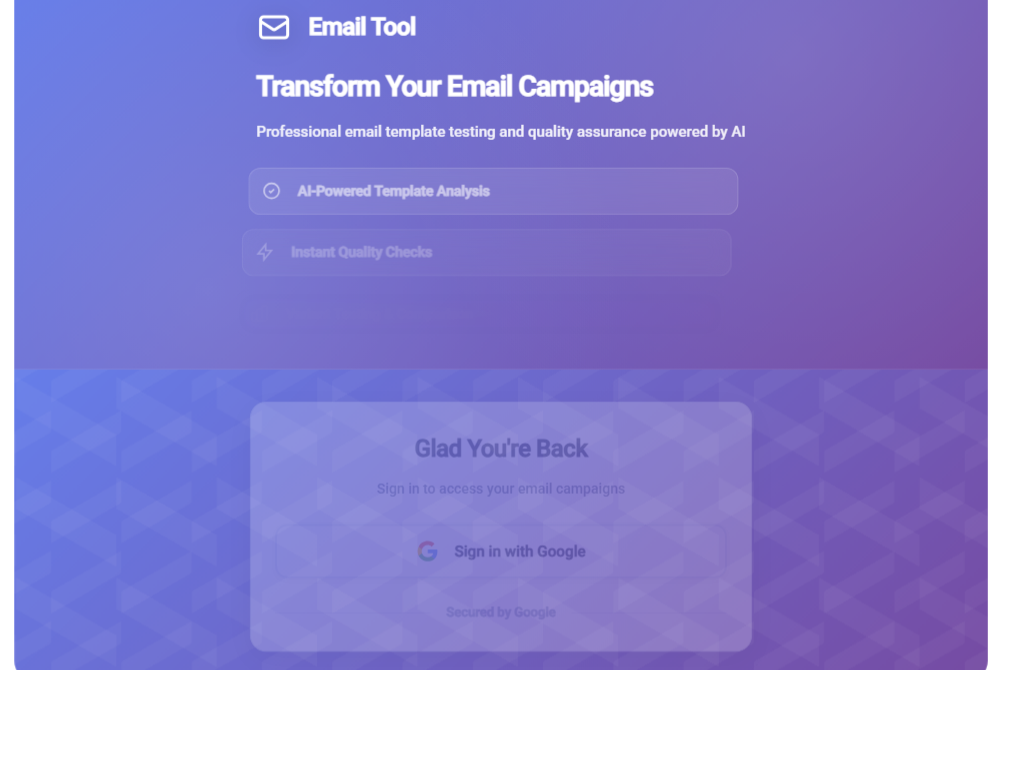 Email Tool
Transform Your Email Campaigns
Professional email template testing and quality assurance powered by AI
AI-Powered Template Analysis
Instant Quality Checks
Glad You're Back
Sign in to access your email campaigns
Sign in with Google
Secured by Google